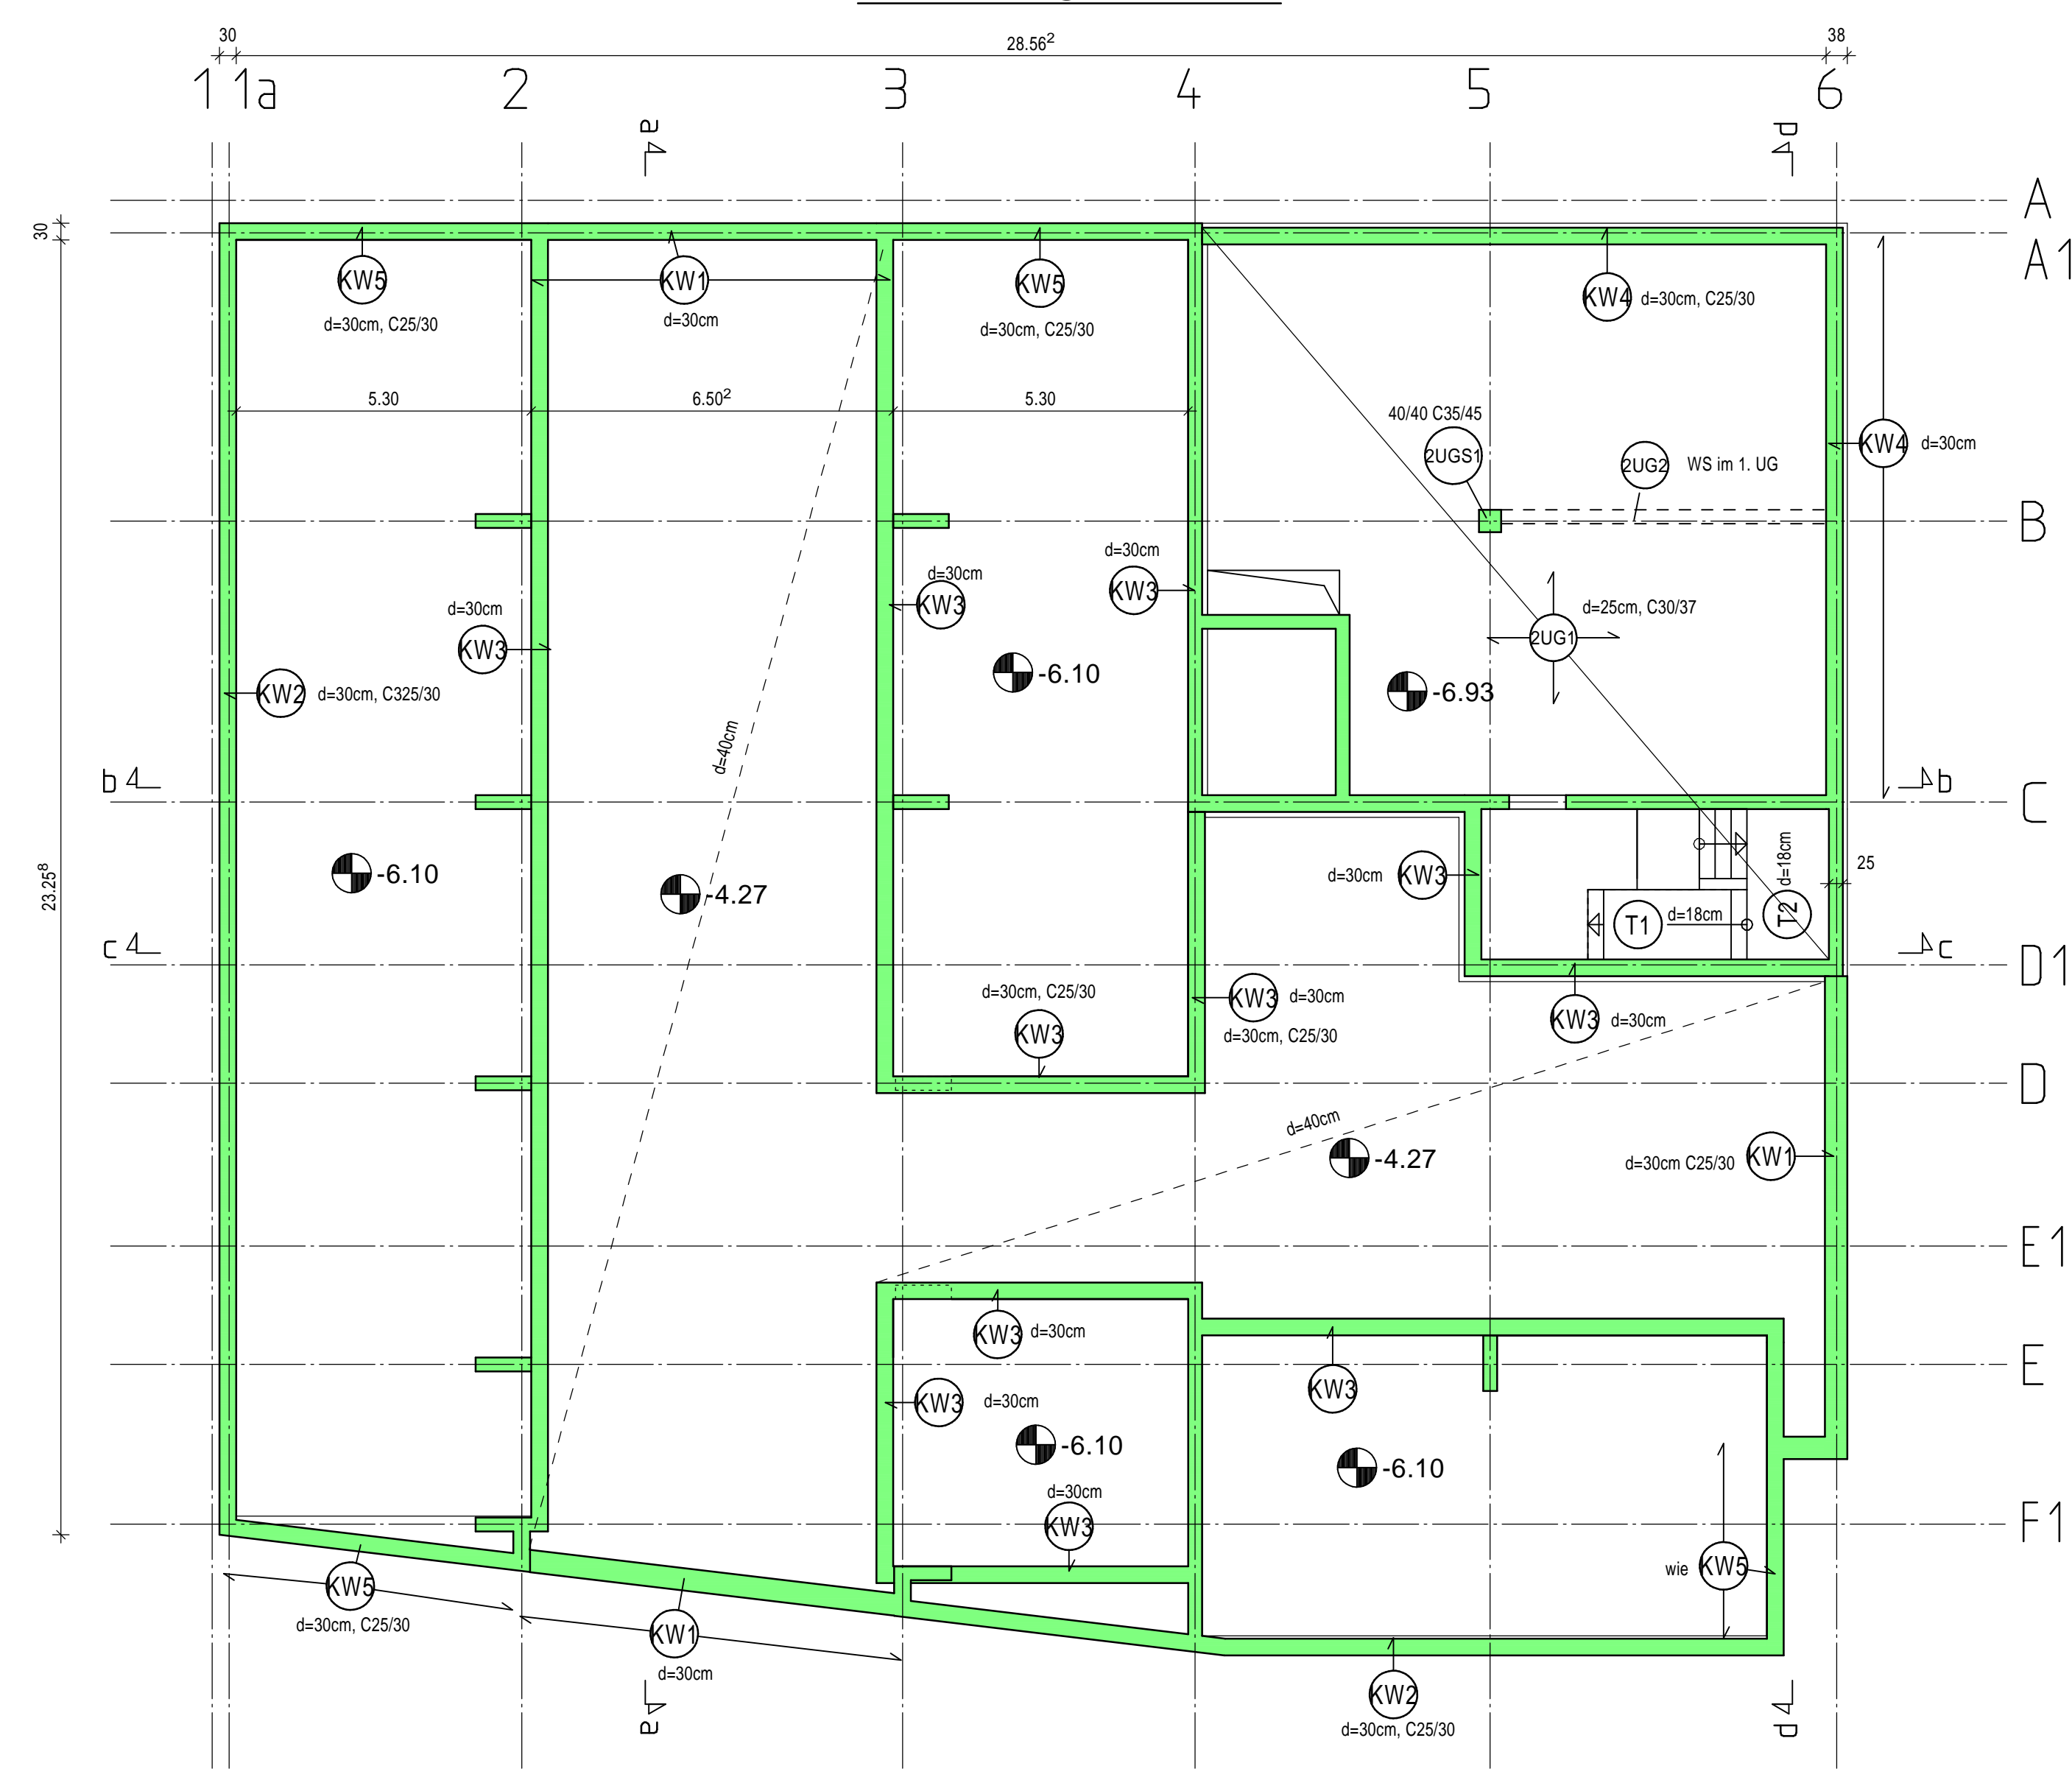 30 28.56² 38
1 1a 2 3 4 5 6
a d
A
30
A1
KW5 KW1 KW5 KW4 d=30cm, C25/30
d=30cm, C25/30 d=30cm d=30cm, C25/30
5.30 6.50² 5.30
40/40 C35/45
KW4 d=30cm
2UGS1 2UG2 WS im 1. UG
B
d=30cm
d=30cm
KW3 KW3
d=30cm
KW3
d=25cm, C30/37
2UG1
-6.10
KW2 d=30cm, C325/30
-6.93
d=40cm
b b
C
d=18cm
25
-6.10
d=30cm KW3
-4.27
23.25⁸
T1 d=18cm T2
c c
D1
d=30cm, C25/30
KW3 d=30cm
d=30cm, C25/30
KW3
KW3 d=30cm
D
d=40cm
-4.27
d=30cm C25/30 KW1
E1
KW3 d=30cm
E
KW3
KW3 d=30cm
-6.10
-6.10
d=30cm
KW3
F1
wie KW5
KW5
d=30cm, C25/30
KW1
d=30cm
KW2
d=30cm, C25/30
a d